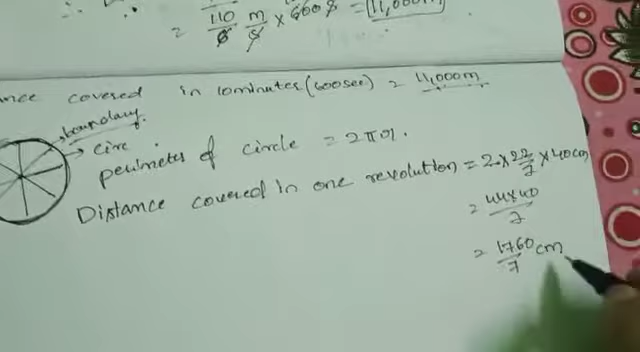 = 110/6 m/s × 600 s = 11,000m
nce covered in 10minutes (600sec) = 11,000m
boundary.
→ circ
perimeter of circle = 2πr.
Distance covered in one revolution = 2 × 22/7 × 40cm
= 44×40/7
= 1760/7 cm